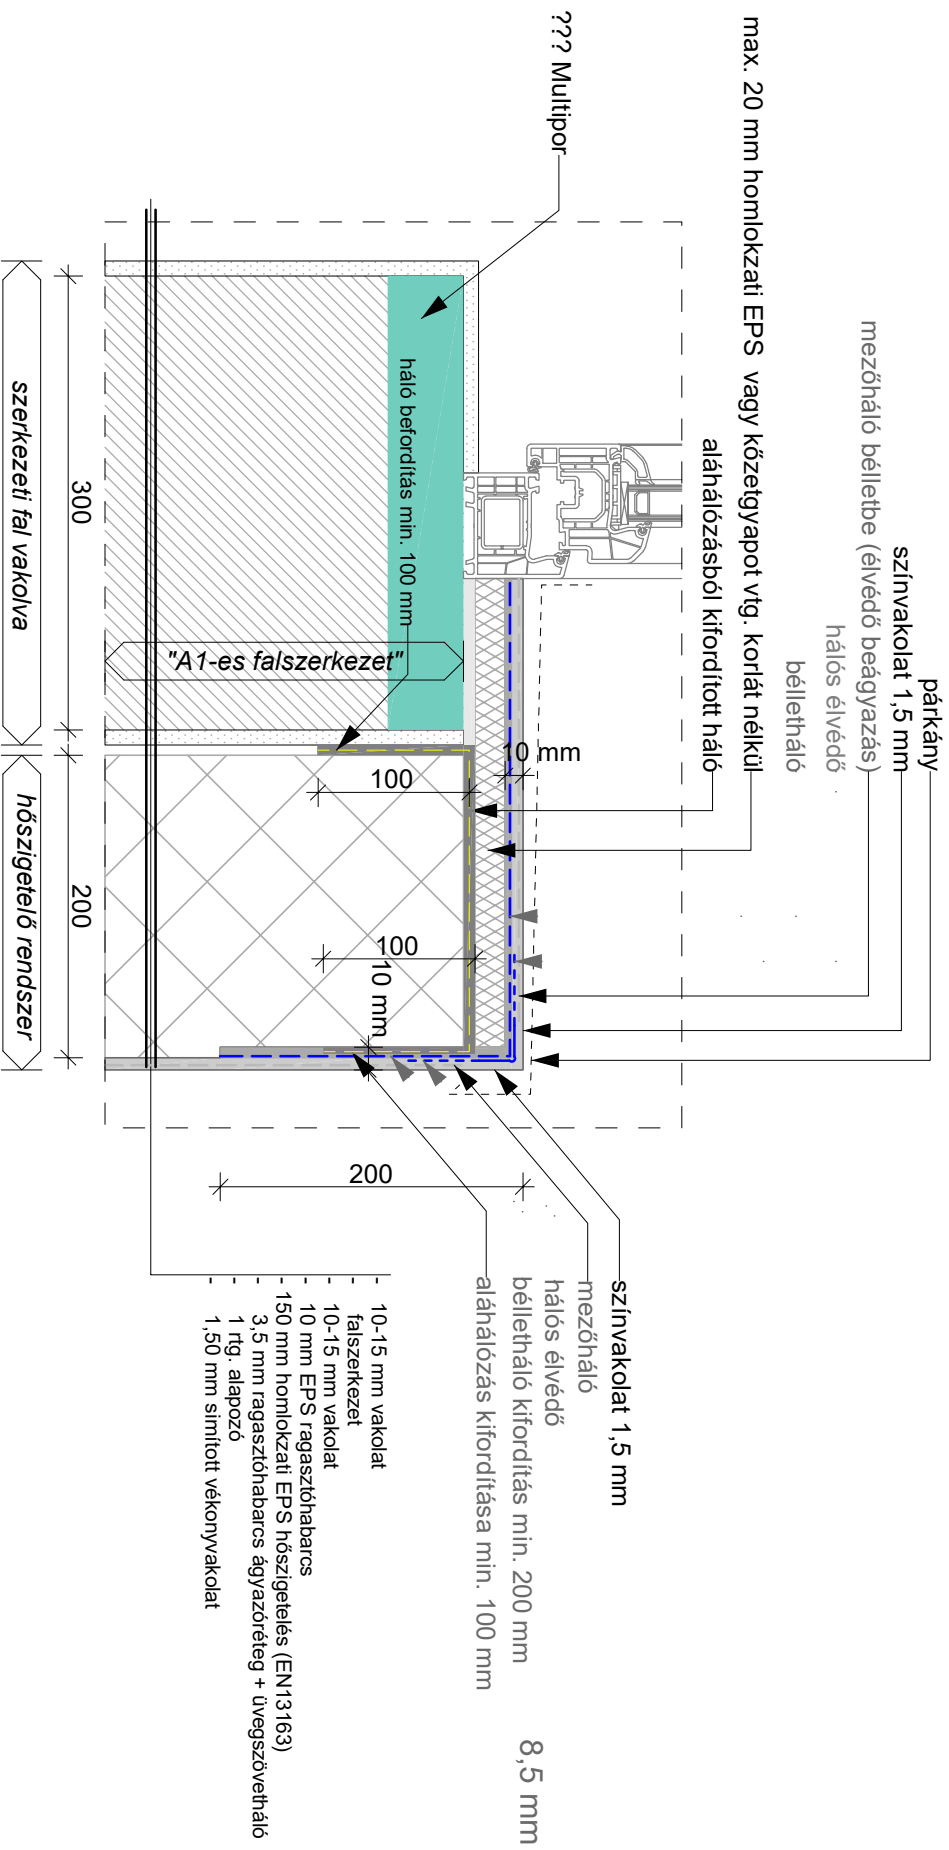 párkány
színvakolat 1,5 mm
mezőháló bélletbe (élvédő beágyazás)
hálós élvédő
bélletháló
max. 20 mm homlokzati EPS  vagy kőzetgyapot vtg. korlát nélkül
aláhálózásból kifordított háló
??? Multipor
háló befordítás min. 100 mm
"A1-es falszerkezet"
10 mm
100
100
10 mm
300
200
szerkezeti fal vakolva
hőszigetelő rendszer
200
színvakolat 1,5 mm
mezőháló
hálós élvédő
bélletháló kifordítás min. 200 mm
aláhálózás kifordítása min. 100 mm
8,5 mm
10-15 mm vakolat
falszerkezet
10-15 mm vakolat
10 mm EPS ragasztóhabarcs
150 mm homlokzati EPS hőszigetelés (EN13163)
3,5 mm ragasztóhabarcs ágyazóréteg + üvegszövetháló
1 rtg. alapozó
1,50 mm simított vékonyvakolat